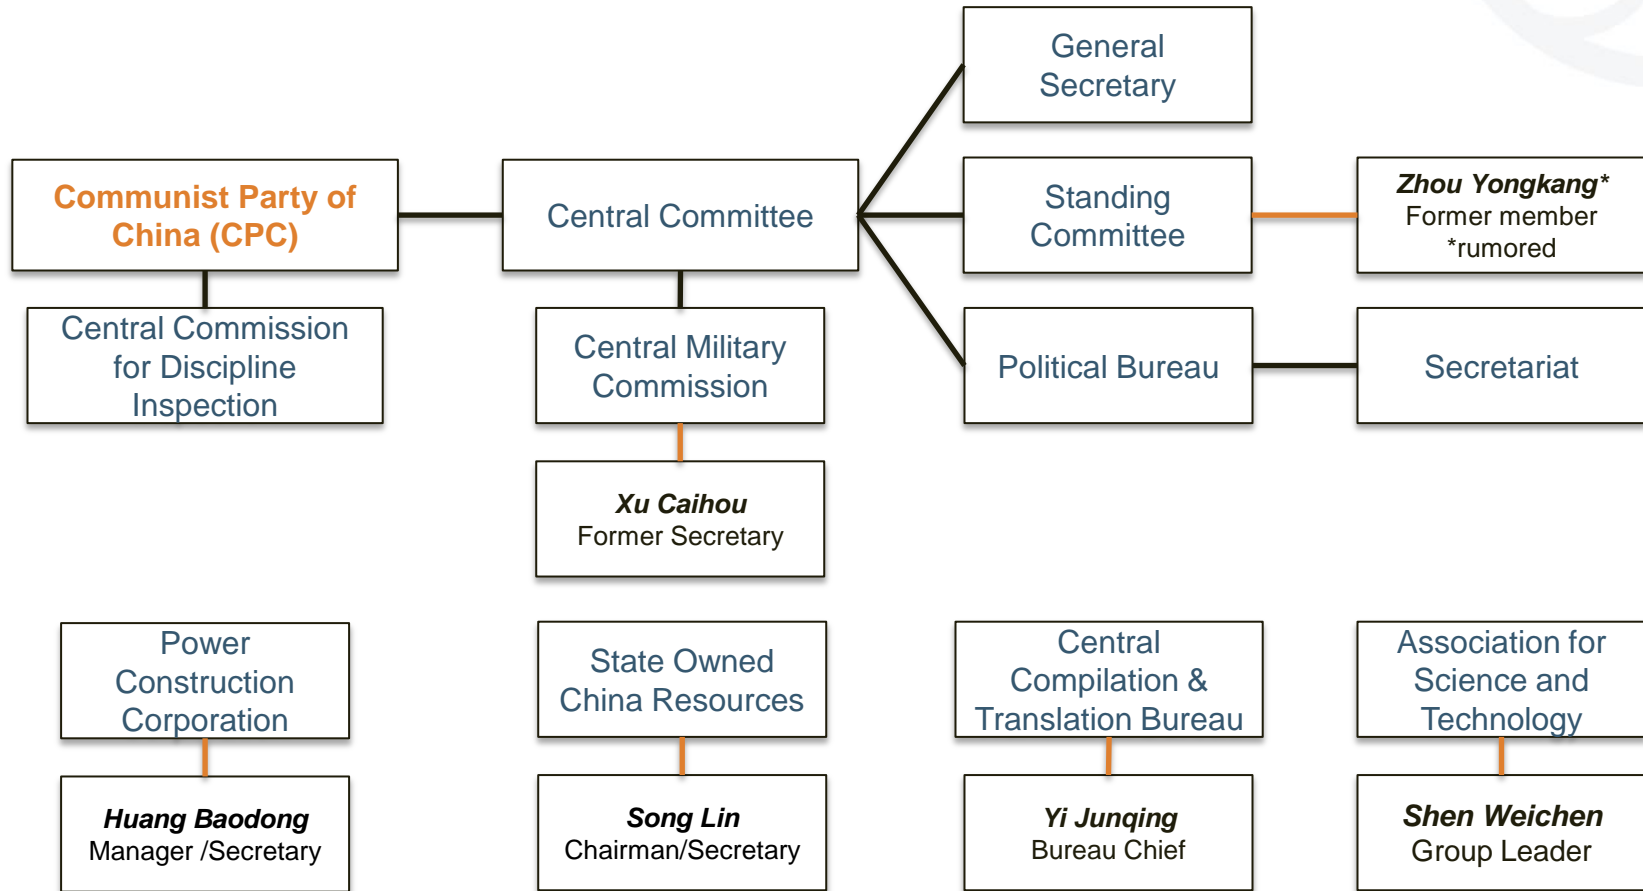 General
Secretary
Communist Party of
China (CPC)
Central Committee
Standing
Committee
Zhou Yongkang*
Former member
*rumored
Central Commission
for Discipline
Inspection
Central Military
Commission
Political Bureau
Secretariat
Xu Caihou
Former Secretary
Power
Construction
Corporation
State Owned
China Resources
Central
Compilation &
Translation Bureau
Association for
Science and
Technology
Huang Baodong
Manager /Secretary
Song Lin
Chairman/Secretary
Yi Junqing
Bureau Chief
Shen Weichen
Group Leader